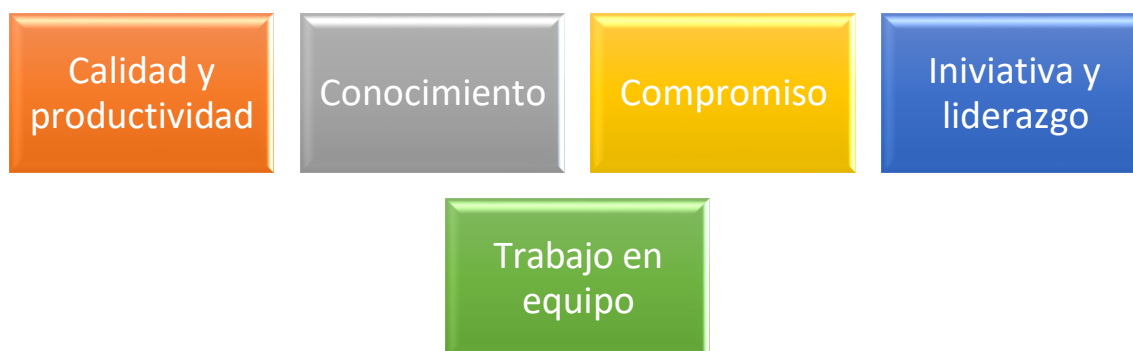 Calidad y
productividad
Conocimiento
Compromiso
Iniviativa y
liderazgo
Trabajo en
equipo